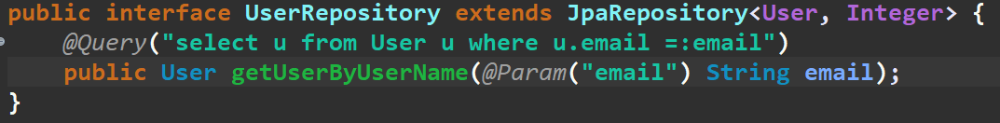 public interface UserRepository extends JpaRepository<User, Integer> {
@Query("select u from User u where u.email =:email")
public User getUserByUserName(@Param("email") String email);
}